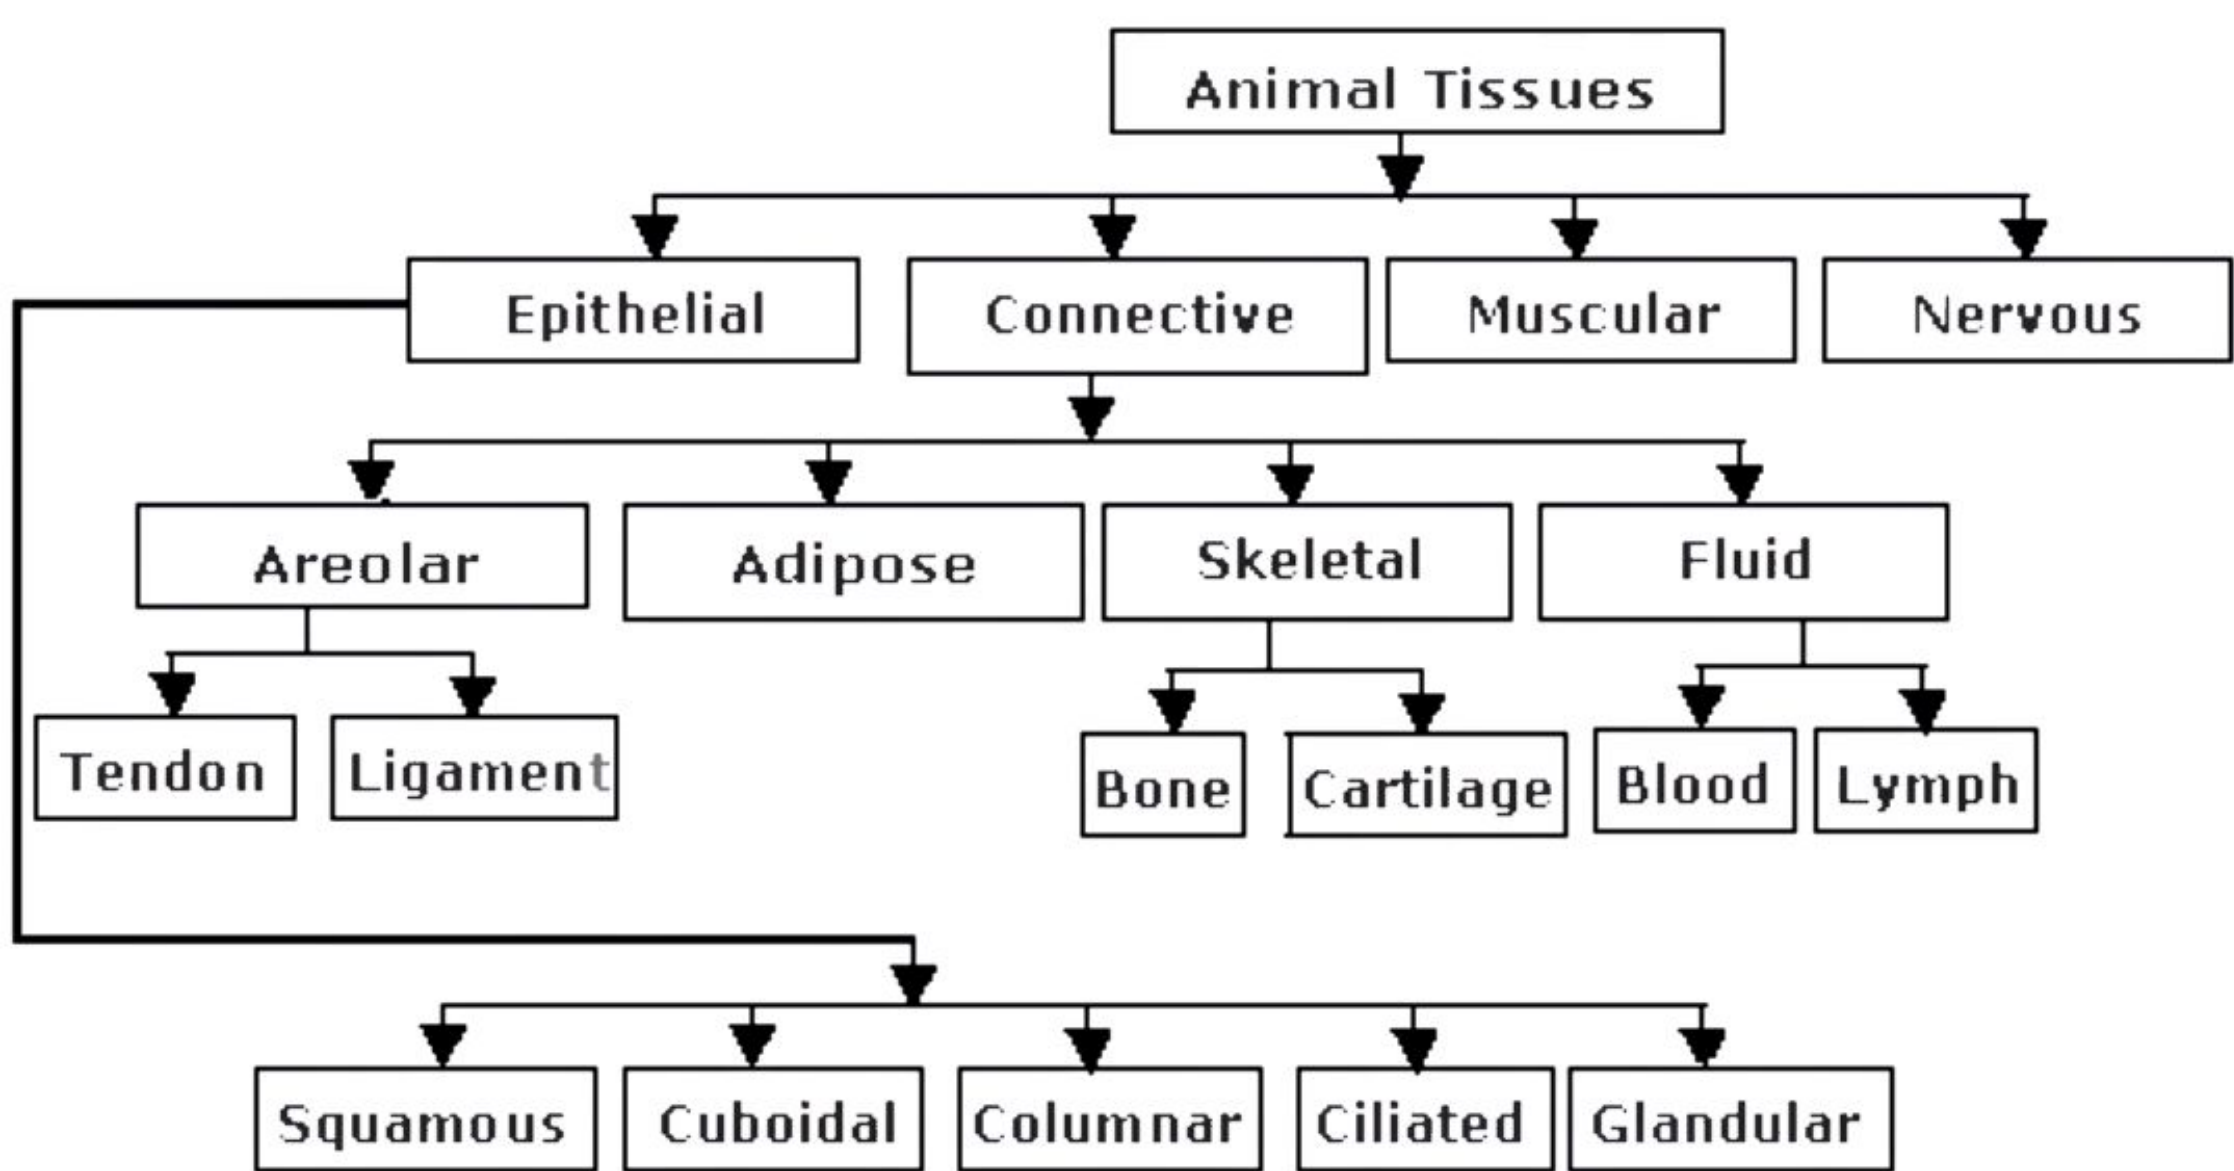 Animal Tissues
Epithelial
Connective
Muscular
Nervous
Areolar
Adipose
Skeletal
Fluid
Tendon
Ligament
Bone
Cartilage
Blood
Lymph
Squamous
Cuboidal
Columnar
Ciliated
Glandular